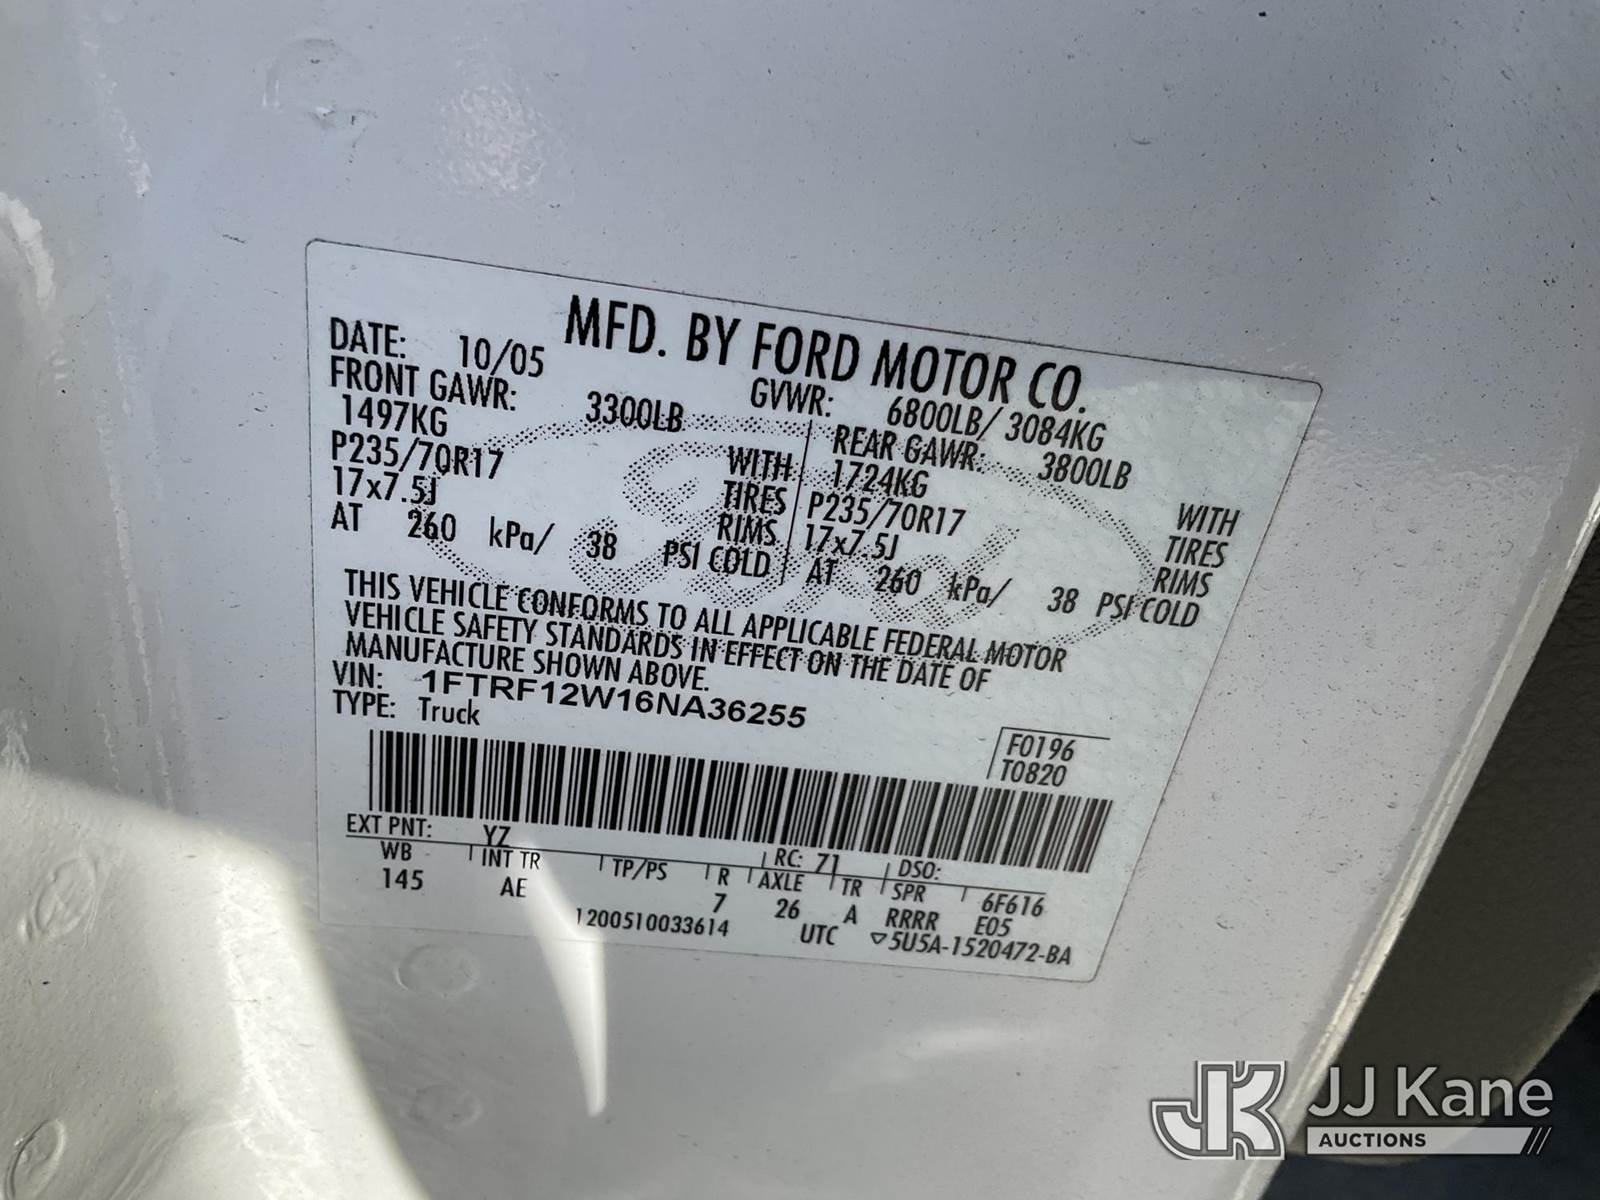 MFD. BY FORD MOTOR CO.
DATE: 10/05 GVWR: 6800LB/ 3084KG
FRONT GAWR: 3300LB REAR GAWR: 3800LB
1497KG WITH 1724KG WITH
P235/70R17 TIRES P235/70R17 TIRES
17x7.5J RIMS 17x7.5J RIMS
AT 260 kPa/ 38 PSI COLD AT 260 kPa/ 38 PSI COLD
THIS VEHICLE CONFORMS TO ALL APPLICABLE FEDERAL MOTOR
VEHICLE SAFETY STANDARDS IN EFFECT ON THE DATE OF
MANUFACTURE SHOWN ABOVE.
VIN: 1FTRF12W16NA36255
TYPE: Truck
F0196
T0820
EXT PNT: YZ RC: 71 DSO:
WB INT TR TP/PS R AXLE TR SPR 6F616
145 AE 7 26 A RRRR E05
1200510033614 UTC ▽5U5A-1520472-BA
Ford
JK JJ Kane
AUCTIONS